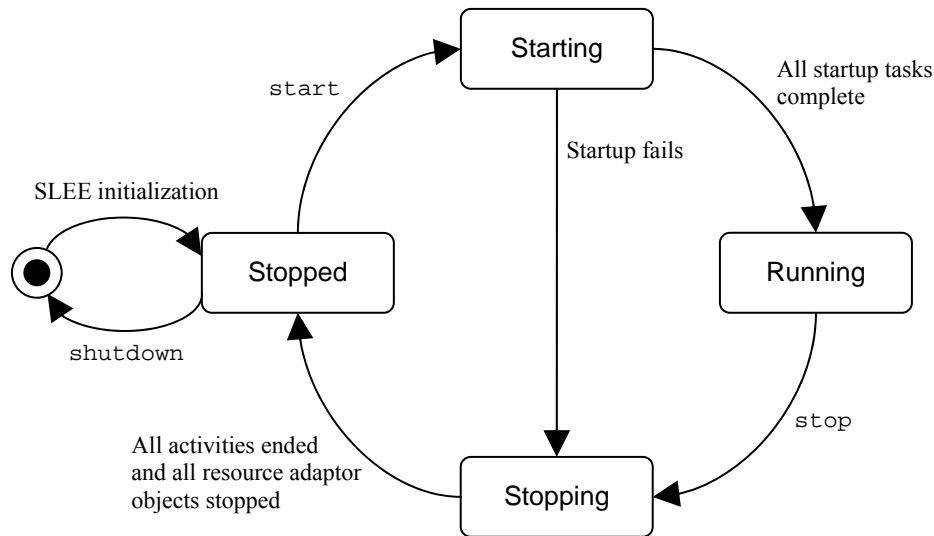 Starting
All startup tasks
complete
start
Startup fails
SLEE initialization
Stopped
Running
shutdown
stop
All activities ended
and all resource adaptor
objects stopped
Stopping